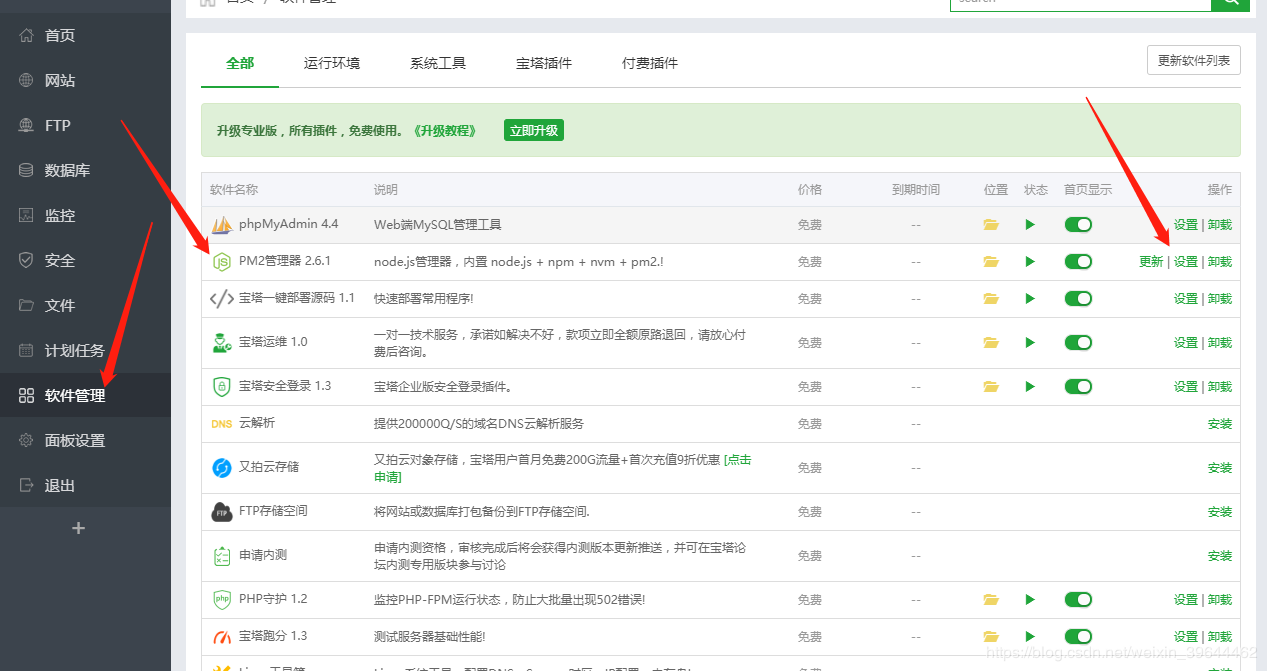 首页 / 软件管理
search
首页
网站
FTP
数据库
监控
安全
文件
计划任务
软件管理
面板设置
退出
+
全部 运行环境 系统工具 宝塔插件 付费插件 更新软件列表
升级专业版，所有插件，免费使用。《升级教程》 立即升级
软件名称 说明 价格 到期时间 位置 状态 首页显示 操作
phpMyAdmin 4.4 Web端MySQL管理工具 免费 -- 设置 | 卸载
PM2管理器 2.6.1 node.js管理器，内置 node.js + npm + nvm + pm2.! 免费 -- 更新 | 设置 | 卸载
宝塔一键部署源码 1.1 快速部署常用程序! 免费 -- 设置 | 卸载
宝塔运维 1.0 一对一技术服务，承诺如解决不好，款项立即全额原路退回，请放心付
费后咨询。 免费 -- 设置 | 卸载
宝塔安全登录 1.3 宝塔企业版安全登录插件。 免费 -- 设置 | 卸载
DNS 云解析 提供200000Q/S的域名DNS云解析服务 免费 -- 安装
又拍云存储 又拍云对象存储，宝塔用户首月免费200G流量+首次充值9折优惠 [点击
申请] 免费 -- 安装
FTP FTP存储空间 将网站或数据库打包备份到FTP存储空间. 免费 -- 安装
申请内测 申请内测资格，审核完成后将会获得内测版本更新推送，并可在宝塔论
坛内测专用版块参与讨论 免费 -- 安装
php PHP守护 1.2 监控PHP-FPM运行状态，防止大批量出现502错误! 免费 -- 设置 | 卸载
宝塔跑分 1.3 测试服务器基础性能! 免费 -- 设置 | 卸载
https://blog.csdn.net/weixin_39644462